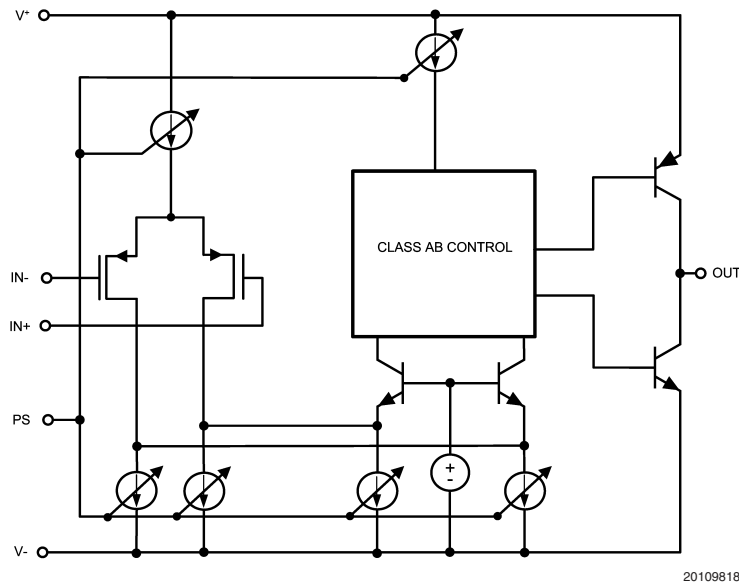 V+
CLASS AB CONTROL
IN-
OUT
IN+
PS
+
-
V-
20109818